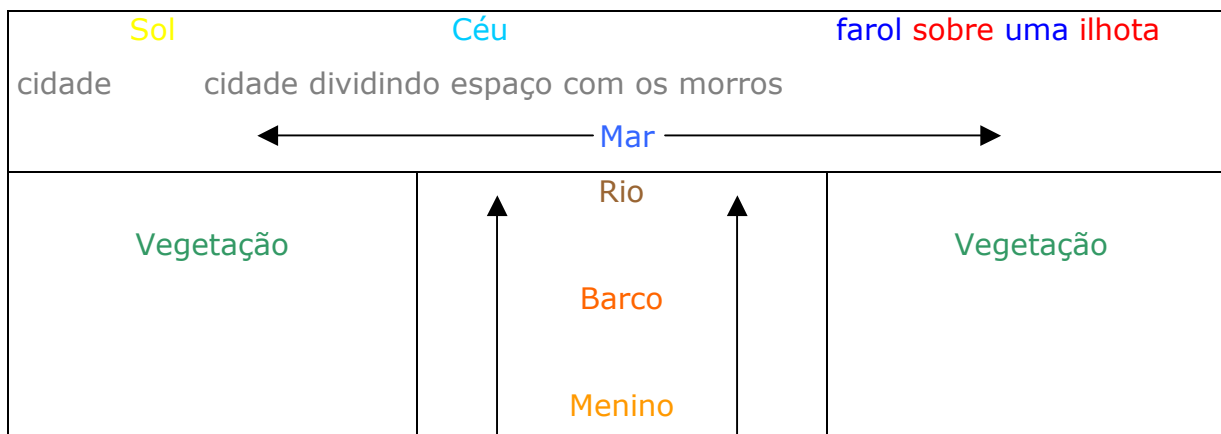 Sol Céu farol sobre uma ilhota
cidade cidade dividindo espaço com os morros
Mar
Rio
Vegetação Vegetação
Barco
Menino